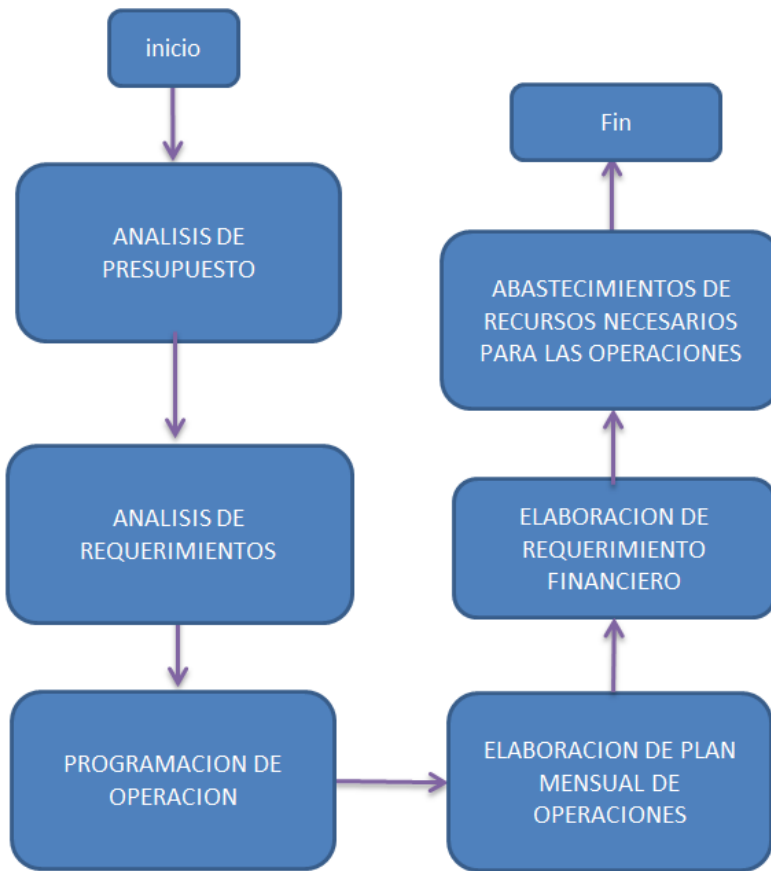 inicio
ANALISIS DE
PRESUPUESTO
ANALISIS DE
REQUERIMIENTOS
PROGRAMACION DE
OPERACION
ELABORACION DE PLAN
MENSUAL DE
OPERACIONES
ELABORACION DE
REQUERIMIENTO
FINANCIERO
ABASTECIMIENTOS DE
RECURSOS NECESARIOS
PARA LAS OPERACIONES
Fin